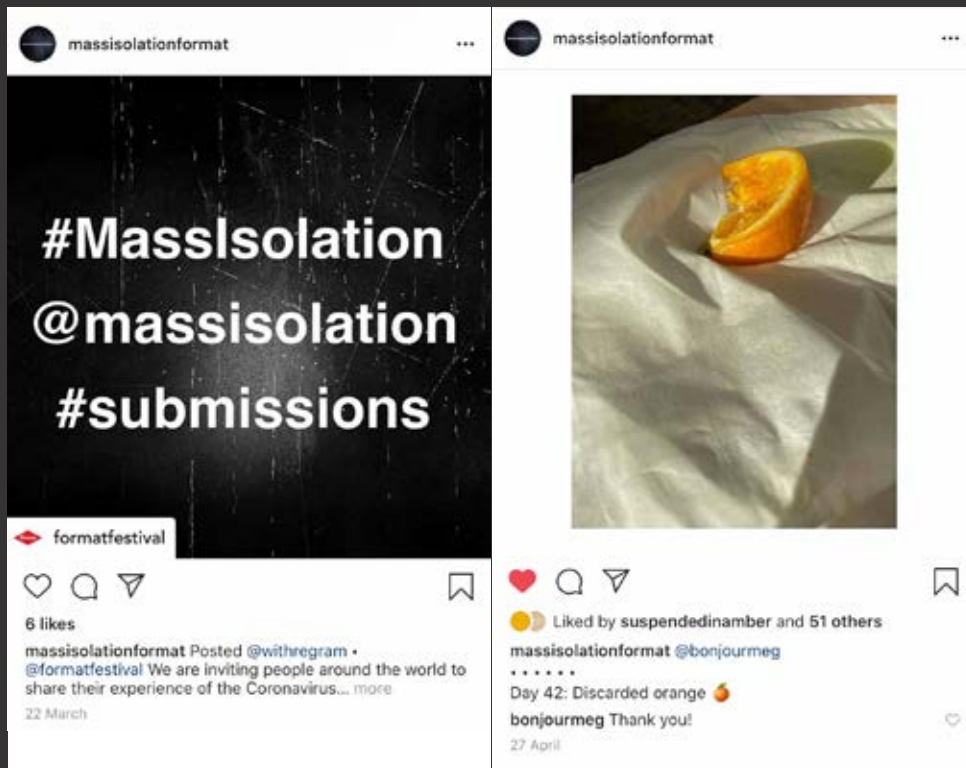 massisolationformat
#MassIsolation
@massisolation
#submissions
formatfestival
6 likes
massisolationformat Posted @withregram •
@formatfestival We are inviting people around the world to
share their experience of the Coronavirus... more
22 March
massisolationformat
Liked by suspendedinamber and 51 others
massisolationformat @bonjourmeg
• • • • • •
Day 42: Discarded orange 🍊
bonjourmeg Thank you!
27 April